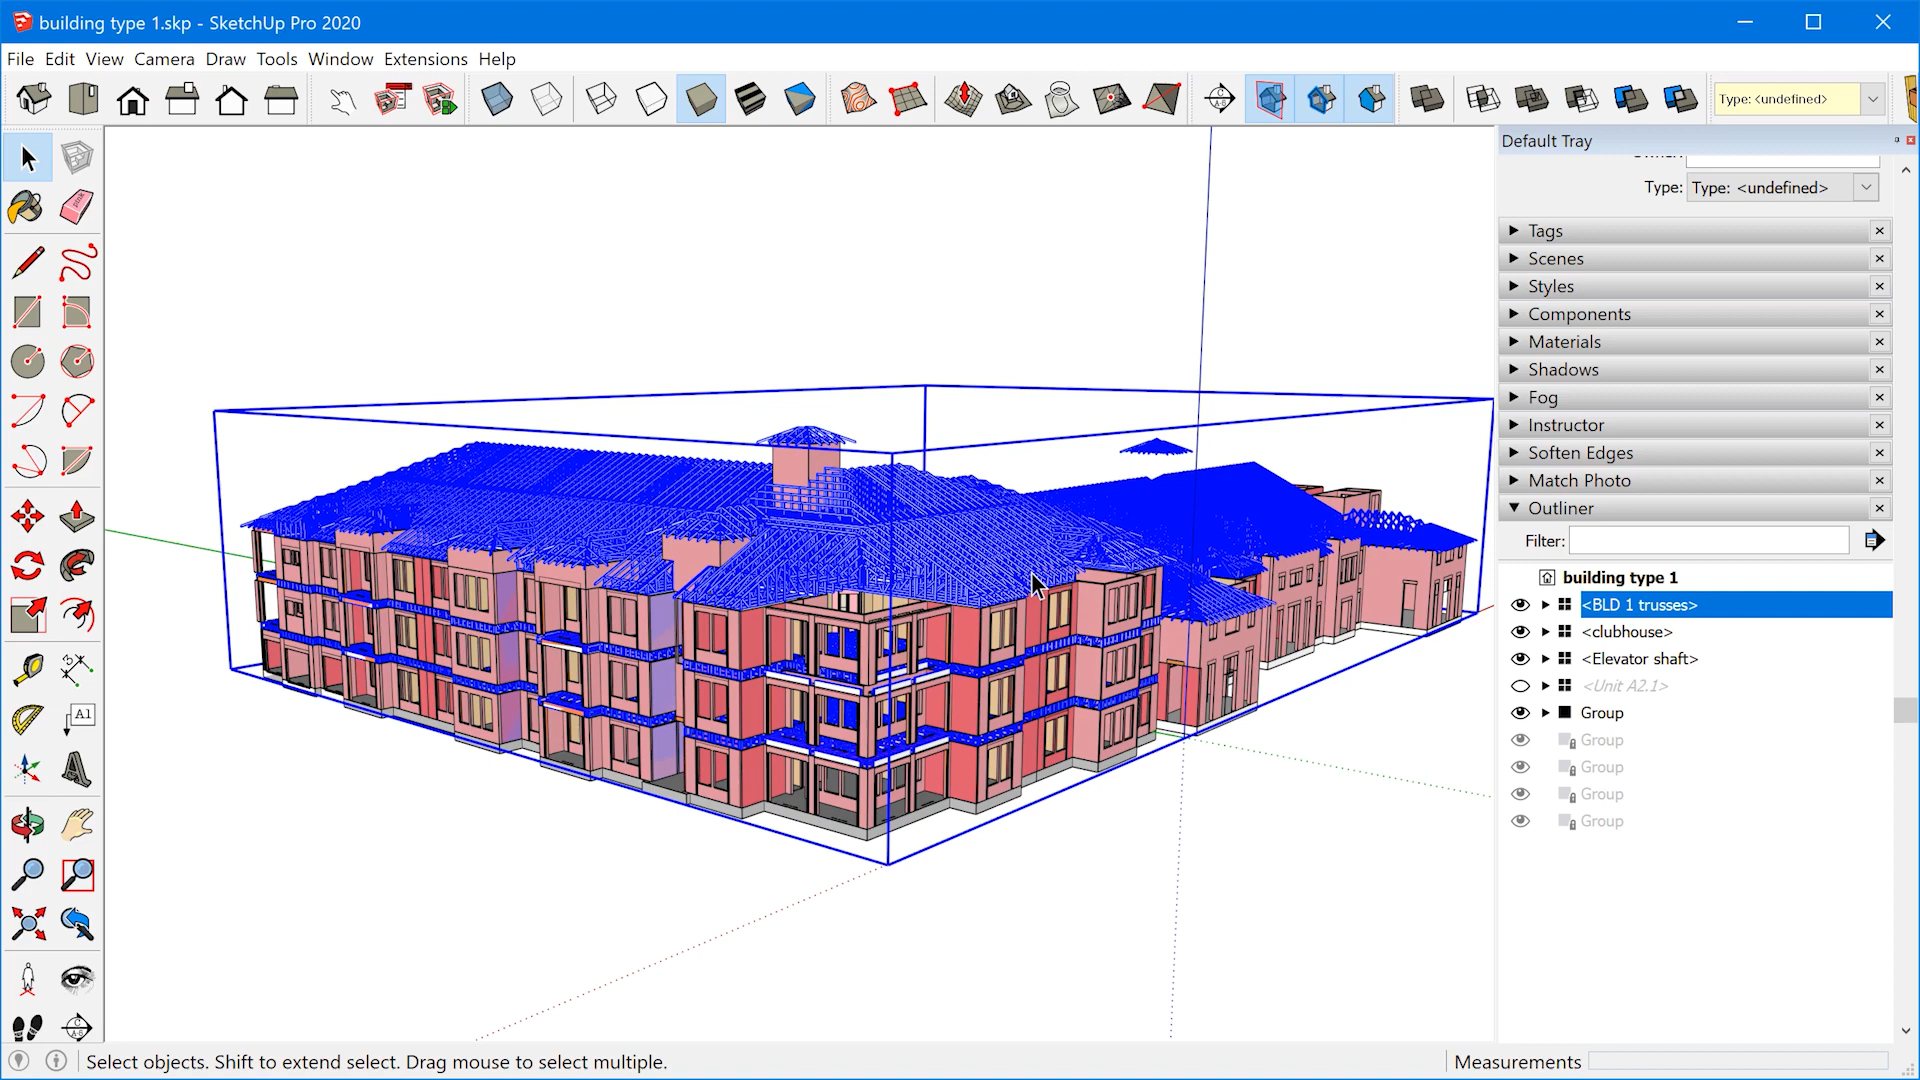 building type 1.skp - SketchUp Pro 2020
File Edit View Camera Draw Tools Window Extensions Help
Type: <undefined>
Default Tray
Type: Type: <undefined>
Tags
Scenes
Styles
Components
Materials
Shadows
Fog
Instructor
Soften Edges
Match Photo
Outliner
Filter:
building type 1
<BLD 1 trusses>
<clubhouse>
<Elevator shaft>
<Unit A2.1>
Group
Group
Group
Group
Group
A1
Select objects. Shift to extend select. Drag mouse to select multiple.
Measurements